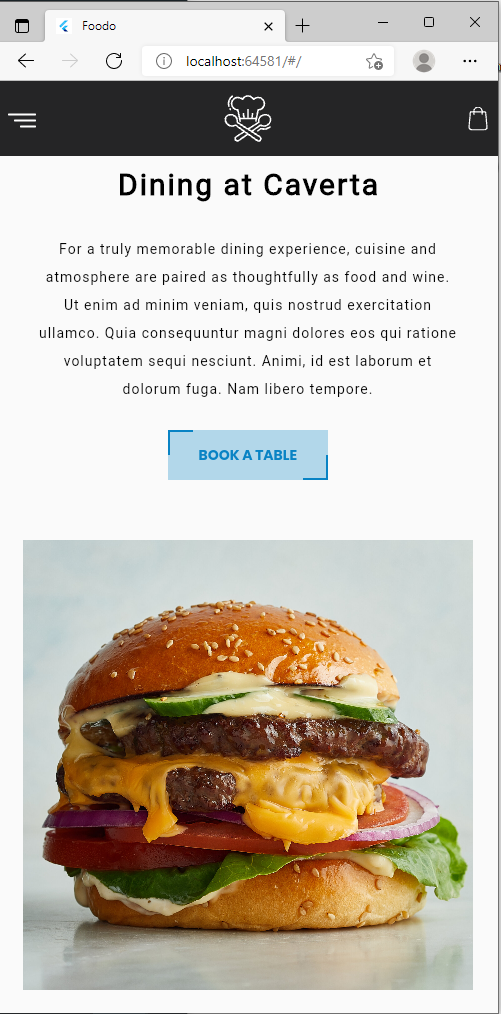 Foodo
localhost:64581/#/
Dining at Caverta
For a truly memorable dining experience, cuisine and
atmosphere are paired as thoughtfully as food and wine.
Ut enim ad minim veniam, quis nostrud exercitation
ullamco. Quia consequuntur magni dolores eos qui ratione
voluptatem sequi nesciunt. Animi, id est laborum et
dolorum fuga. Nam libero tempore.
BOOK A TABLE